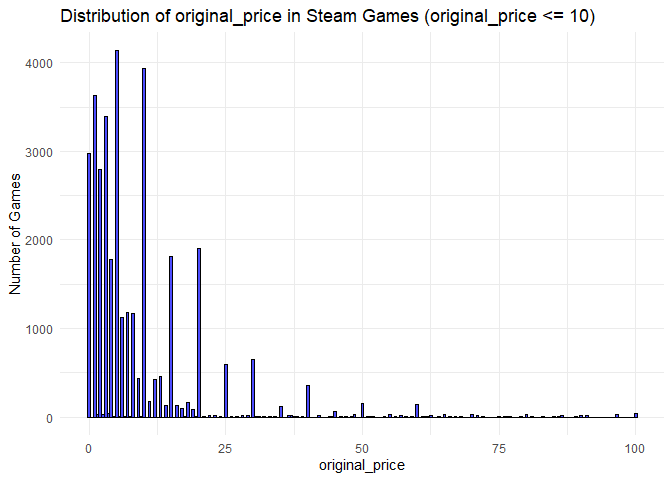 Distribution of original_price in Steam Games (original_price <= 10)
Number of Games
4000
3000
2000
1000
0
0 25 50 75 100
original_price